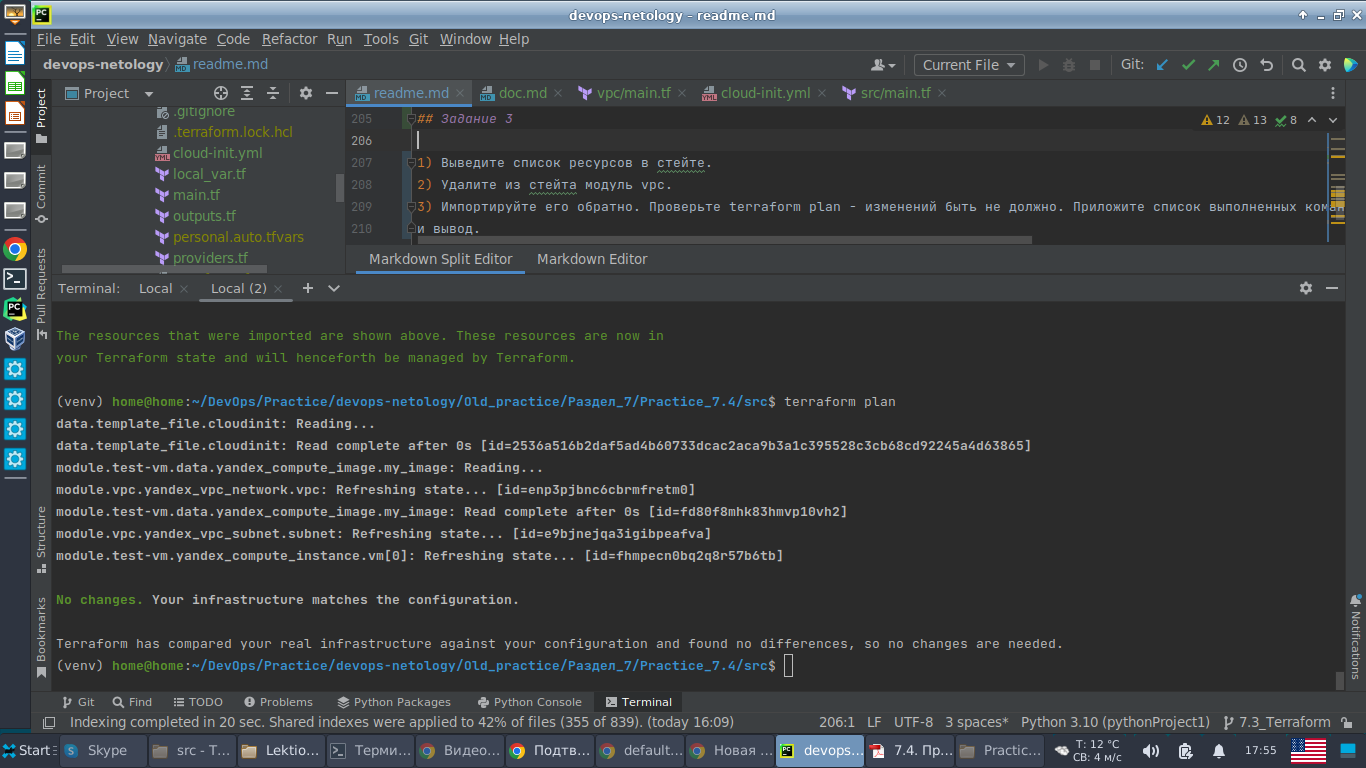 devops-netology - readme.md
File Edit View Navigate Code Refactor Run Tools Git Window Help
devops-netology readme.md Current File Git:
Project readme.md doc.md vpc/main.tf cloud-init.yml src/main.tf
.gitignore
.terraform.lock.hcl
cloud-init.yml
local_var.tf
main.tf
outputs.tf
personal.auto.tfvars
providers.tf
205 ## Задание 3 12 13 8
206
207 1) Выведите список ресурсов в стейте.
208 2) Удалите из стейта модуль vpc.
209 3) Импортируйте его обратно. Проверьте terraform plan - изменений быть не должно. Приложите список выполненных
210 и вывод.
Markdown Split Editor Markdown Editor
Project
Commit
Pull Requests
Structure
Bookmarks
Notifications
Terminal: Local Local (2)
The resources that were imported are shown above. These resources are now in
your Terraform state and will henceforth be managed by Terraform.
(venv) home@home:~/DevOps/Practice/devops-netology/Old_practice/Раздел_7/Practice_7.4/src$ terraform plan
data.template_file.cloudinit: Reading...
data.template_file.cloudinit: Read complete after 0s [id=2536a516b2daf5ad4b60733dcac2aca9b3a1c395528c3cb68cd92245a4d63865]
module.test-vm.data.yandex_compute_image.my_image: Reading...
module.vpc.yandex_vpc_network.vpc: Refreshing state... [id=enp3pjbnc6cbrmfretm0]
module.test-vm.data.yandex_compute_image.my_image: Read complete after 0s [id=fd80f8mhk83hmvp10vh2]
module.vpc.yandex_vpc_subnet.subnet: Refreshing state... [id=e9bjnejqa3igibpeafva]
module.test-vm.yandex_compute_instance.vm[0]: Refreshing state... [id=fhmpecn0bq2q8r57b6tb]
No changes. Your infrastructure matches the configuration.
Terraform has compared your real infrastructure against your configuration and found no differences, so no changes are needed.
(venv) home@home:~/DevOps/Practice/devops-netology/Old_practice/Раздел_7/Practice_7.4/src$
Git Find TODO Problems Python Packages Python Console Terminal
Indexing completed in 20 sec. Shared indexes were applied to 42% of files (355 of 839). (today 16:09) 206:1 LF UTF-8 3 spaces* Python 3.10 (pythonProject1) 7.3_Terraform
Start Skype src - T... Lektio... Терми... Видео... Подтв... default... Новая ... devops... 7.4. Пр... Practic... T: 12 °C 17:55
СВ: 4 м/с